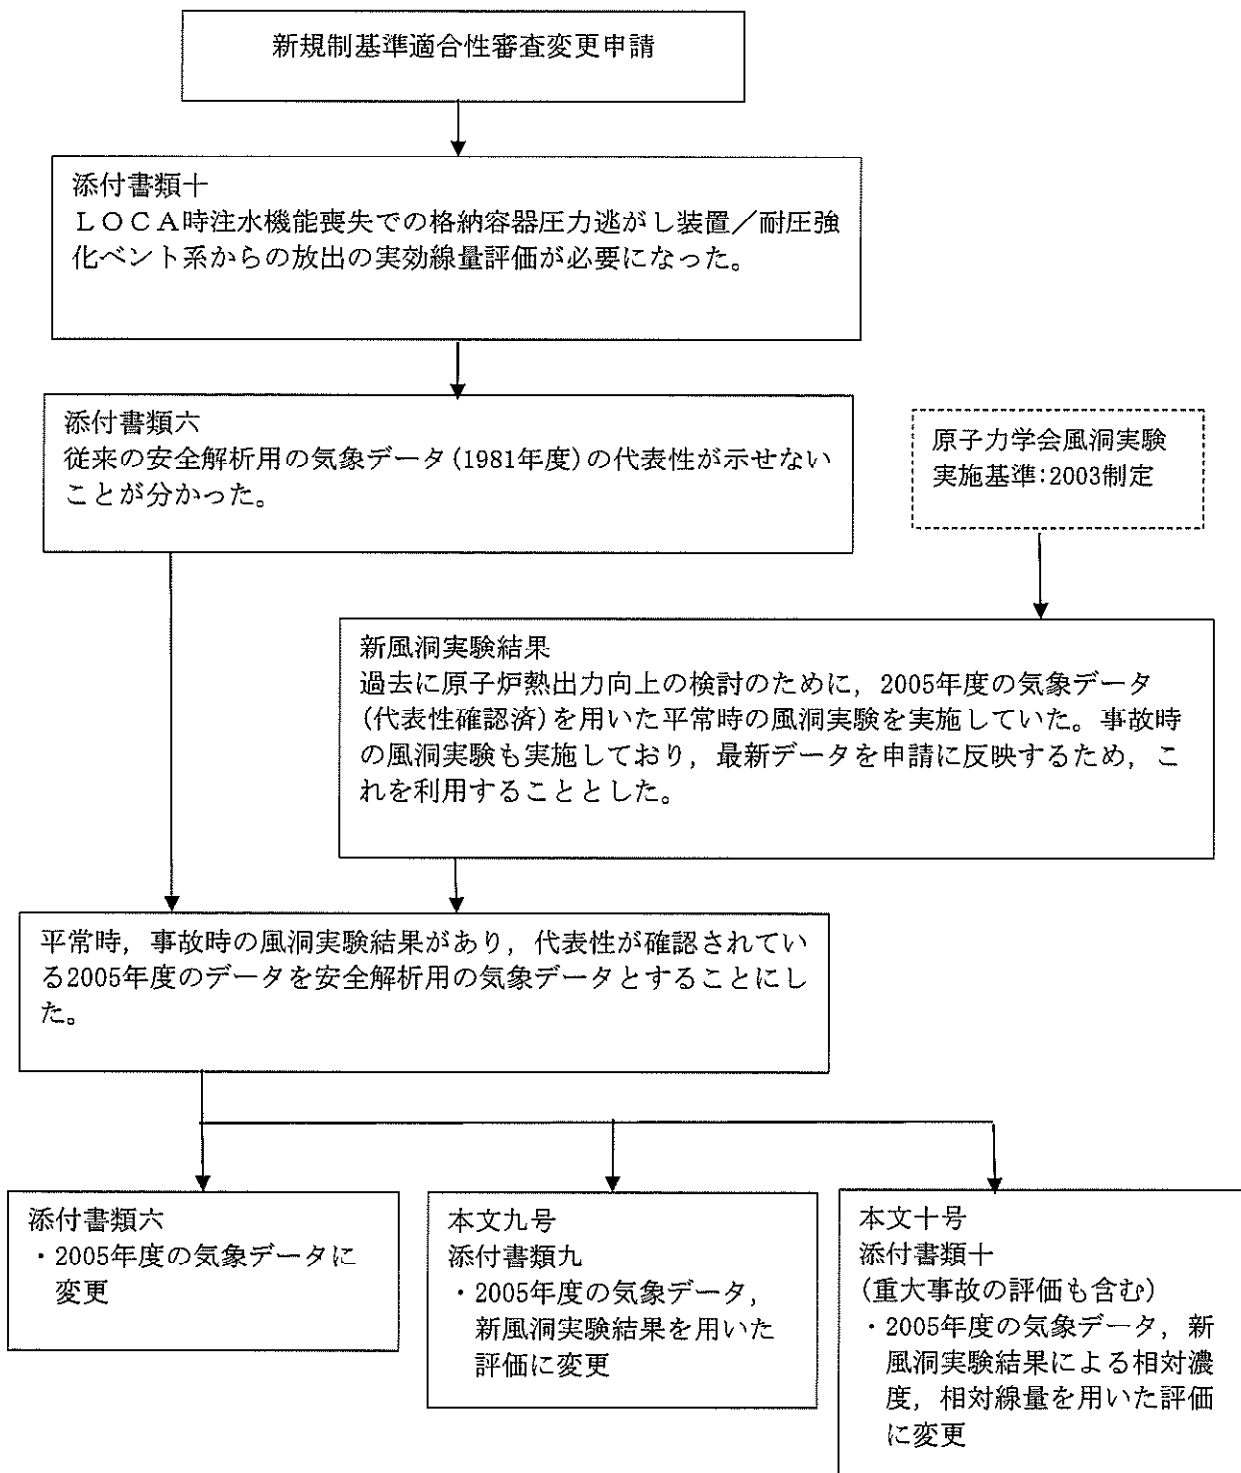 新規制基準適合性審査変更申請
添付書類十
LOCA時注水機能喪失での格納容器圧力逃がし装置／耐圧強
化ベント系からの放出の実効線量評価が必要になった。
添付書類六
従来の安全解析用の気象データ(1981年度)の代表性が示せない
ことが分かった。
原子力学会風洞実験
実施基準:2003制定
新風洞実験結果
過去に原子炉熱出力向上の検討のために，2005年度の気象データ
(代表性確認済)を用いた平常時の風洞実験を実施していた。事故時
の風洞実験も実施しており，最新データを申請に反映するため，こ
れを利用することとした。
平常時，事故時の風洞実験結果があり，代表性が確認されてい
る2005年度のデータを安全解析用の気象データとすることにし
た。
添付書類六
・2005年度の気象データに
変更
本文九号
添付書類九
・2005年度の気象データ，
新風洞実験結果を用いた
評価に変更
本文十号
添付書類十
(重大事故の評価も含む)
・2005年度の気象データ，新
風洞実験結果による相対濃
度，相対線量を用いた評価
に変更